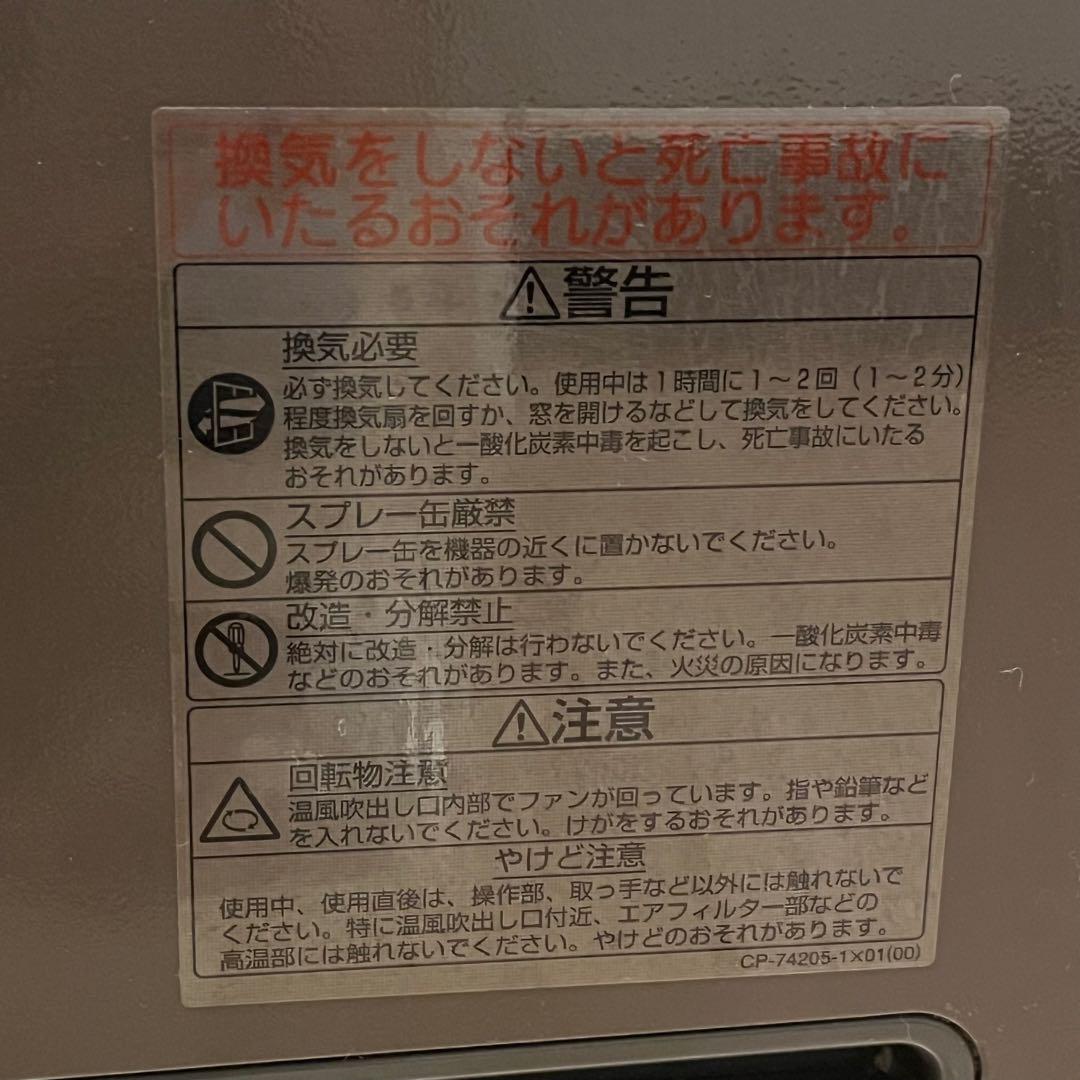 換気をしないと死亡事故に
いたるおそれがあります。
警告
換気必要
必ず換気してください。使用中は1時間に1〜2回(1〜2分)
程度換気扇を回すか、窓を開けるなどして換気をしてください。
換気をしないと一酸化炭素中毒を起こし、死亡事故にいたる
おそれがあります。
スプレー缶厳禁
スプレー缶を機器の近くに置かないでください。
爆発のおそれがあります。
改造・分解禁止
絶対に改造・分解は行わないでください。一酸化炭素中毒
などのおそれがあります。また、火災の原因になります。
注意
回転物注意
温風吹出し口内部でファンが回っています。指や鉛筆など
を入れないでください。けがをするおそれがあります。
やけど注意
使用中、使用直後は、操作部、取っ手など以外には触れないで
ください。特に温風吹出し口付近、エアフィルター部などの
高温部には触れないでください。やけどのおそれがあります。
CP-74205-1×01(00)